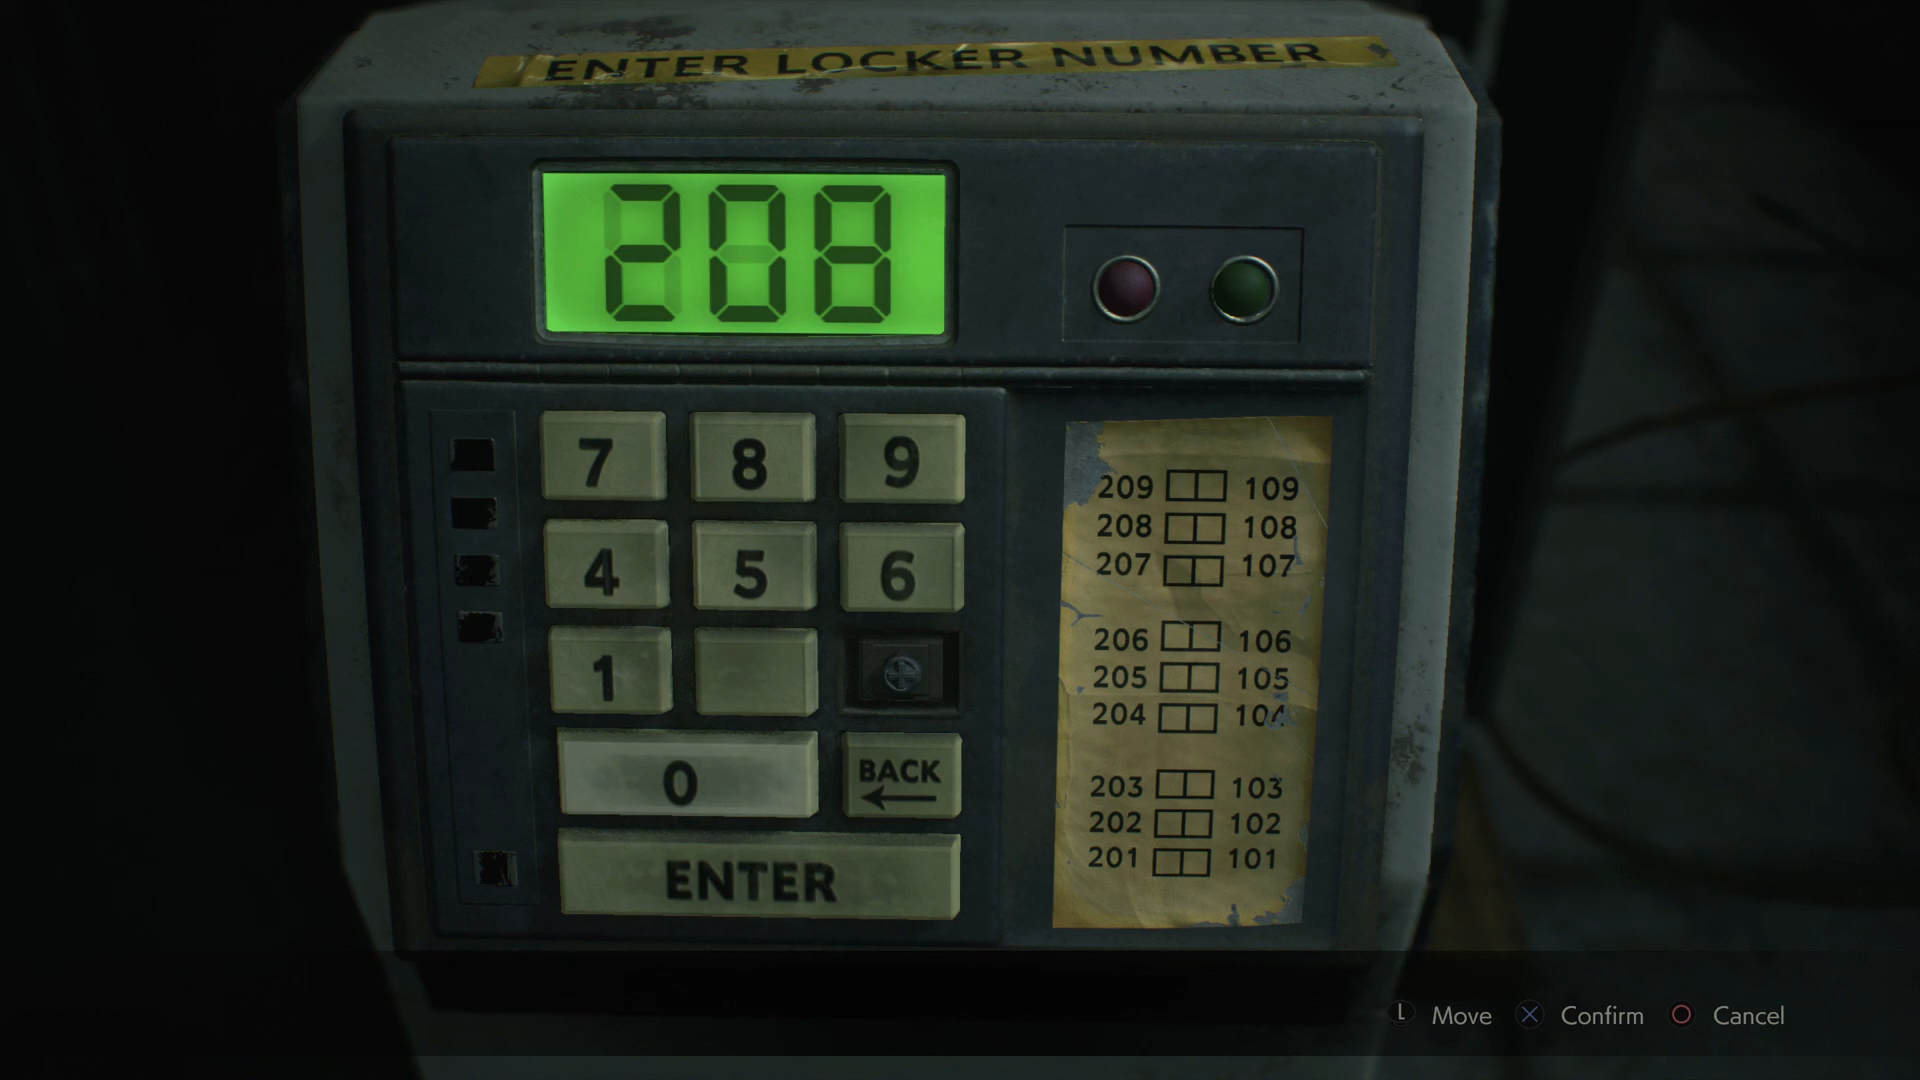 ENTER LOCKER NUMBER
208
7 8 9
4 5 6
1
0 BACK
ENTER
209 109
208 108
207 107
206 106
205 105
204 104
203 103
202 102
201 101
L Move Confirm Cancel